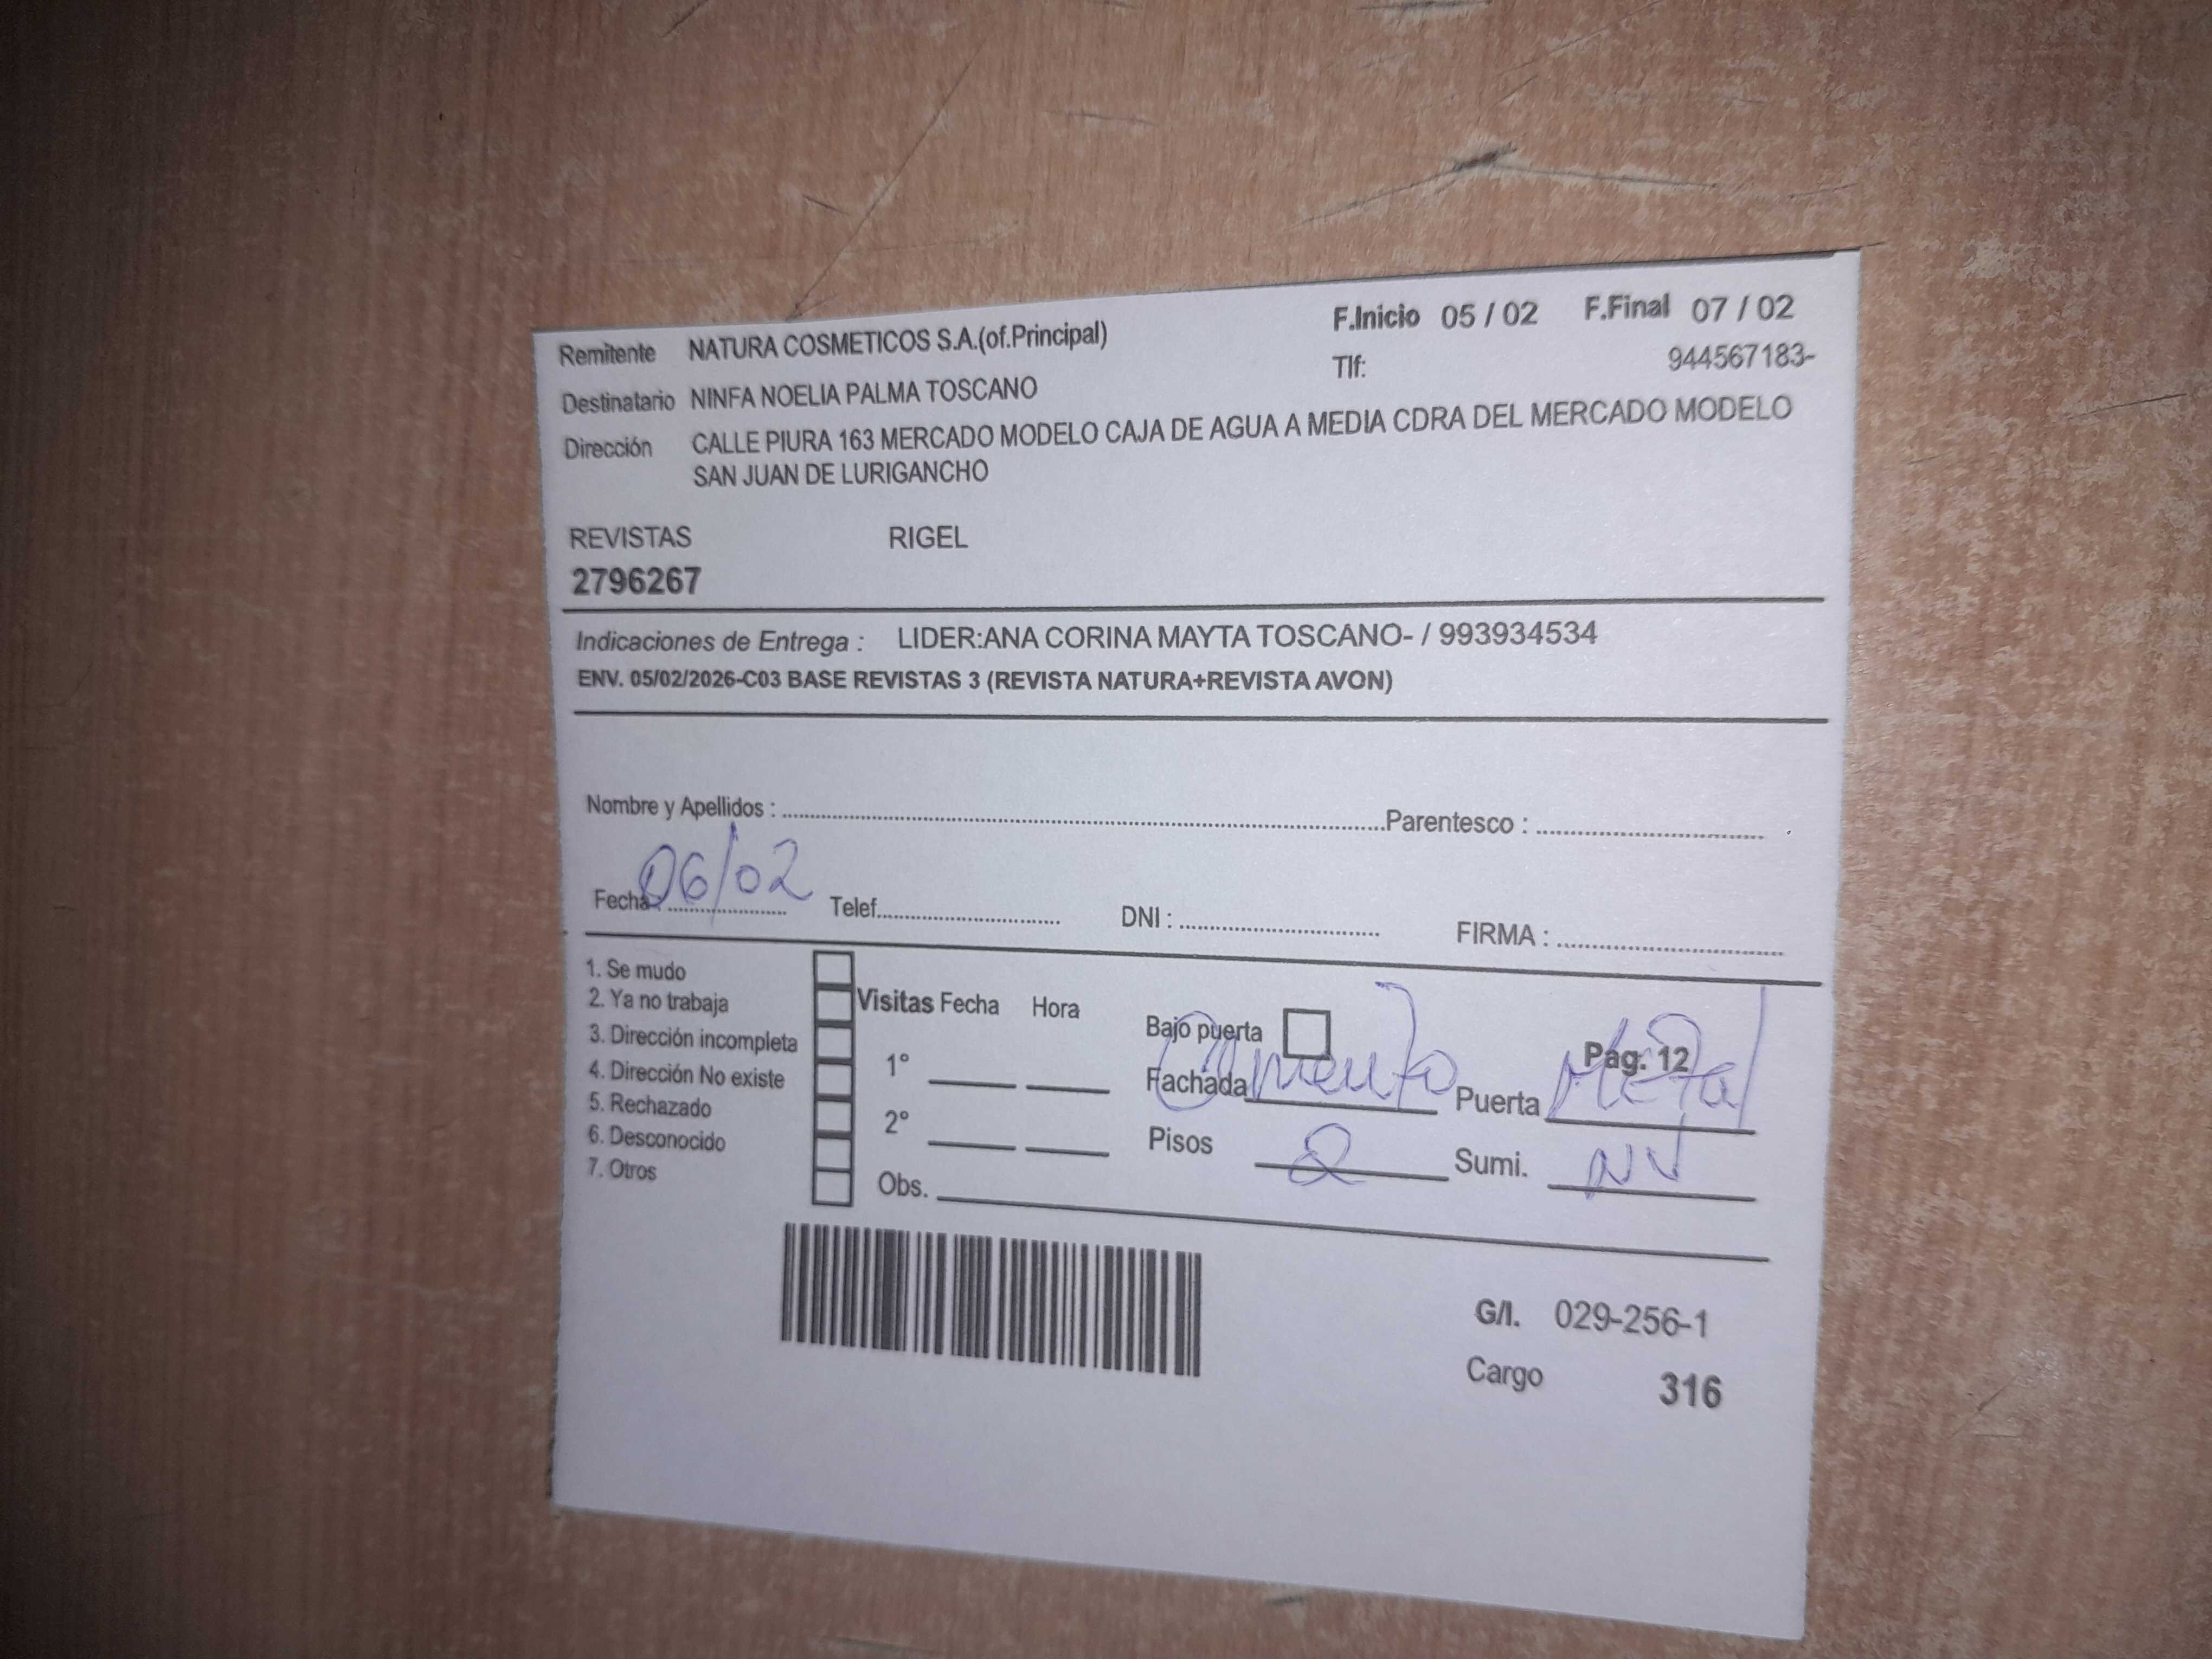 Remitente NATURA COSMETICOS S.A.(of.Principal) F.Inicio 05 / 02 F.Final 07 / 02
Destinatario NINFA NOELIA PALMA TOSCANO Tlf: 944567183-
Dirección CALLE PIURA 163 MERCADO MODELO CAJA DE AGUA A MEDIA CDRA DEL MERCADO MODELO
SAN JUAN DE LURIGANCHO
REVISTAS RIGEL
2796267
Indicaciones de Entrega : LIDER:ANA CORINA MAYTA TOSCANO- / 993934534
ENV. 05/02/2026-C03 BASE REVISTAS 3 (REVISTA NATURA+REVISTA AVON)
Nombre y Apellidos : Parentesco :
Fecha : 06/02 Telef. DNI : FIRMA :
1. Se mudo
2. Ya no trabaja
3. Dirección incompleta
4. Dirección No existe
5. Rechazado
6. Desconocido
7. Otros
Visitas Fecha Hora
1°
2°
Obs.
Bajo puerta Pag. 12
Fachada Cemento Puerta Metal
Pisos 2 Sumi. NV
G/I. 029-256-1
Cargo 316